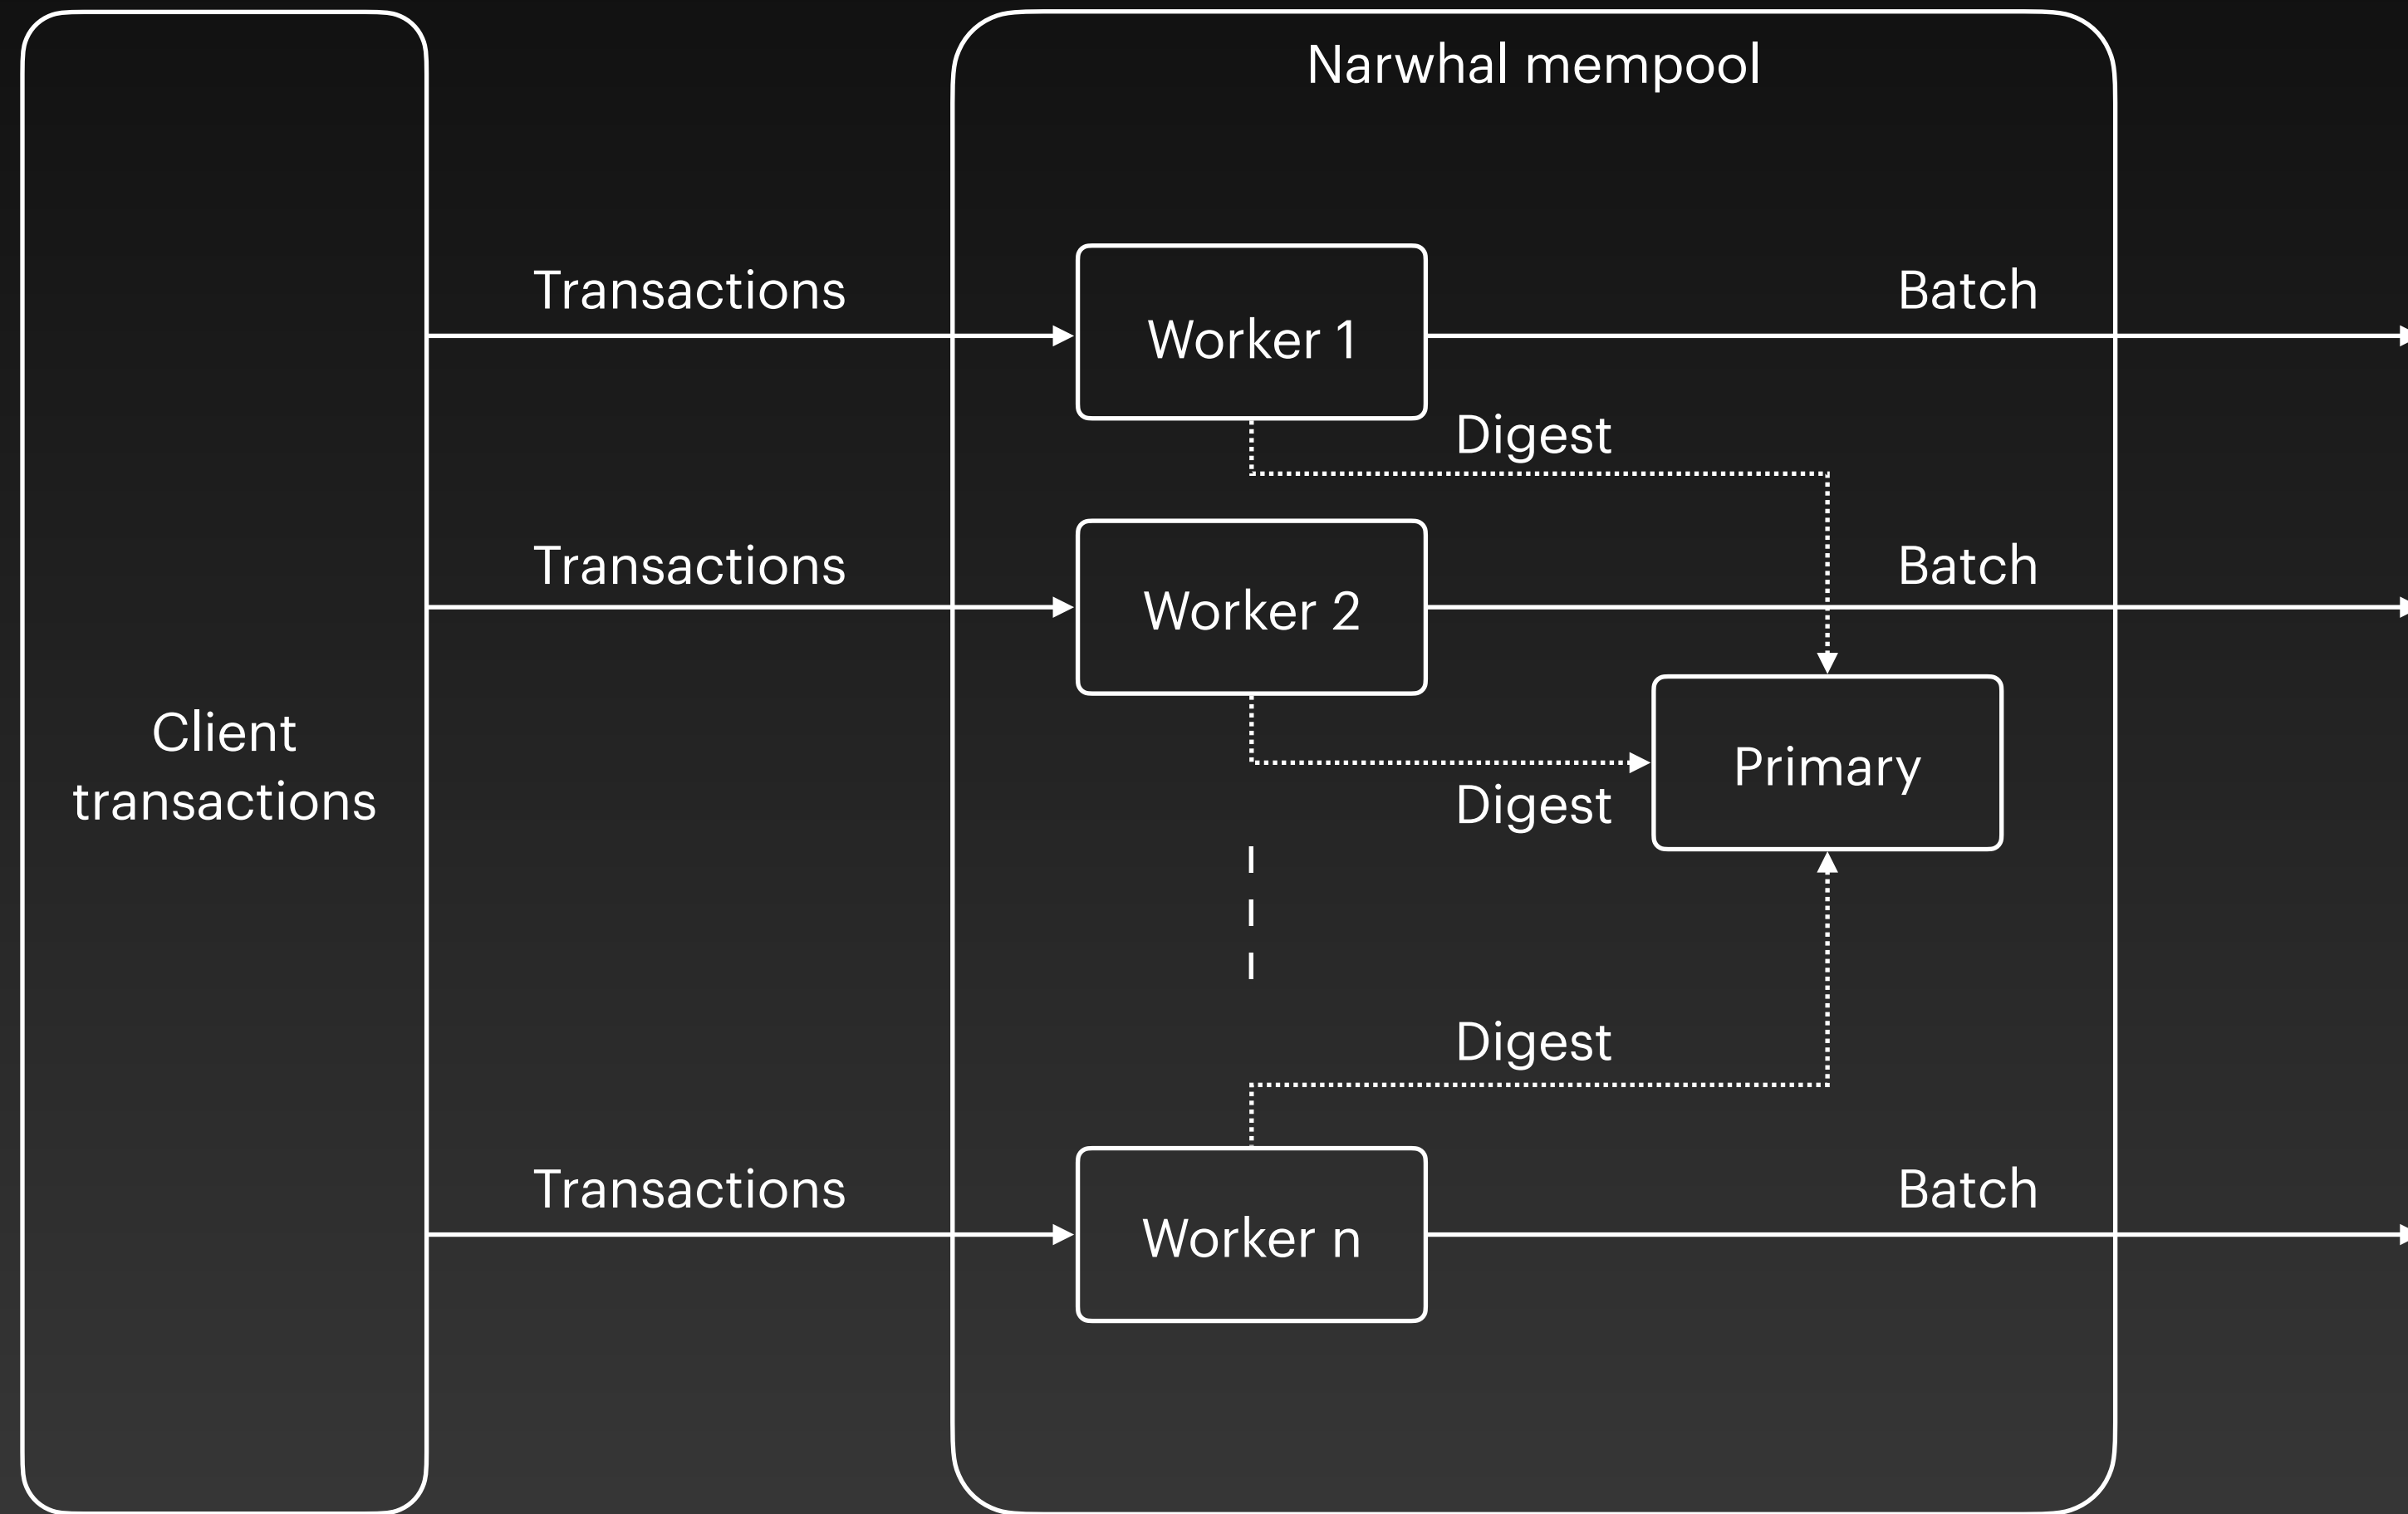 Narwhal mempool
Transactions
Worker 1
Batch
Digest
Transactions
Worker 2
Batch
Client
transactions
Primary
Digest
Digest
Transactions
Worker n
Batch